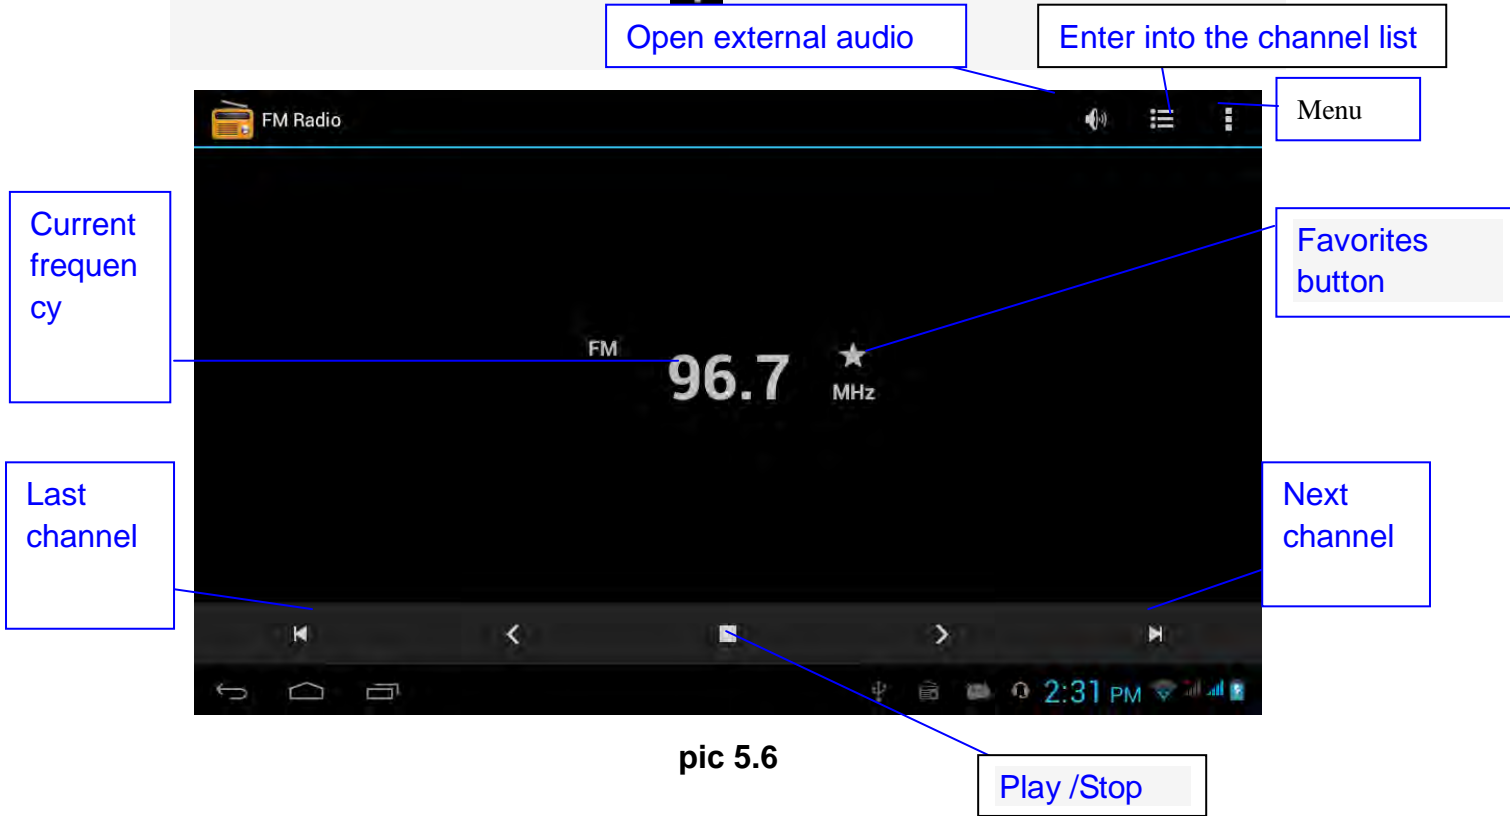 Open external audio
Enter into the channel list
FM Radio
Menu
Current
frequen
cy
Favorites
button
FM
96.7
MHz
Last
channel
Next
channel
2:31 PM
pic 5.6
Play /Stop